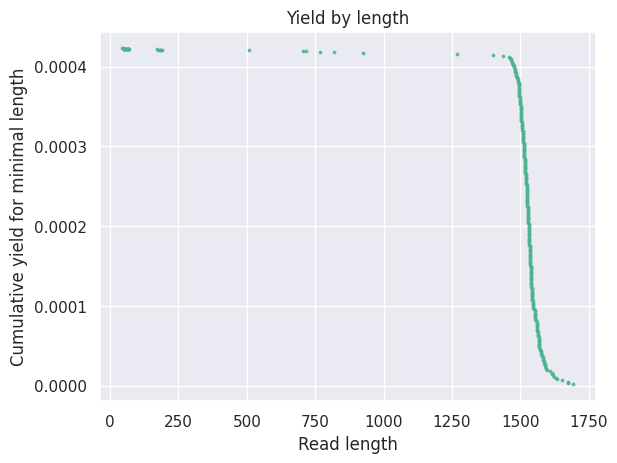 Yield by length
Cumulative yield for minimal length
0.0004
0.0003
0.0002
0.0001
0.0000
0 250 500 750 1000 1250 1500 1750
Read length